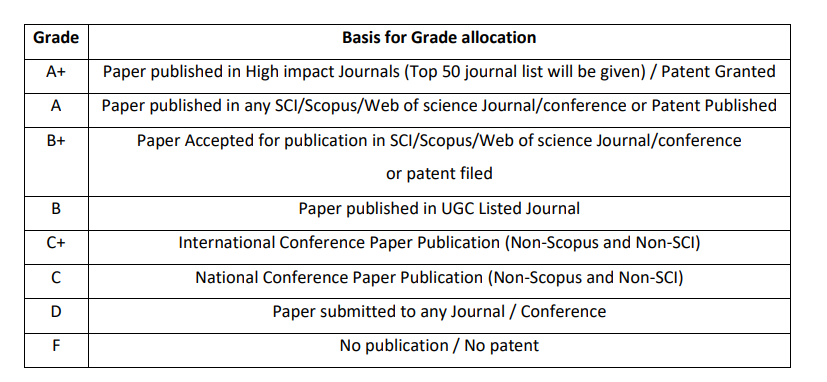 Grade Basis for Grade allocation
A+ Paper published in High impact Journals (Top 50 journal list will be given) / Patent Granted
A Paper published in any SCI/Scopus/Web of science Journal/conference or Patent Published
B+ Paper Accepted for publication in SCI/Scopus/Web of science Journal/conference
or patent filed
B Paper published in UGC Listed Journal
C+ International Conference Paper Publication (Non-Scopus and Non-SCI)
C National Conference Paper Publication (Non-Scopus and Non-SCI)
D Paper submitted to any Journal / Conference
F No publication / No patent